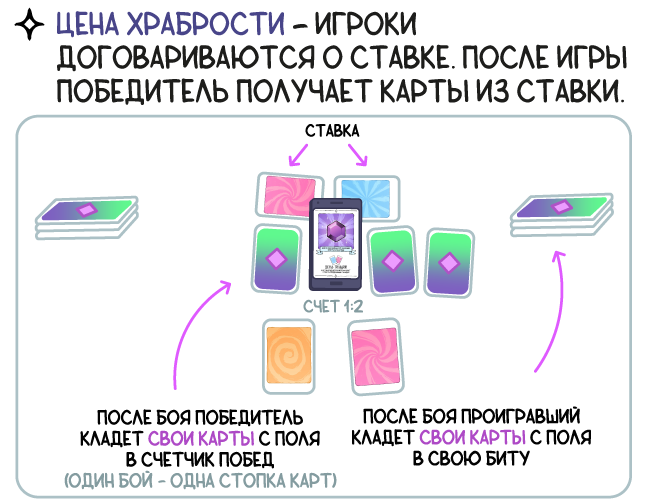 ЦЕНА ХРАБРОСТИ – ИГРОКИ
ДОГОВАРИВАЮТСЯ О СТАВКЕ. ПОСЛЕ ИГРЫ
ПОБЕДИТЕЛЬ ПОЛУЧАЕТ КАРТЫ ИЗ СТАВКИ.
СТАВКА
СЧЕТ 1:2
ПОСЛЕ БОЯ ПОБЕДИТЕЛЬ
КЛАДЕТ СВОИ КАРТЫ С ПОЛЯ
В СЧЕТЧИК ПОБЕД
(ОДИН БОЙ - ОДНА СТОПКА КАРТ)
ПОСЛЕ БОЯ ПРОИГРАВШИЙ
КЛАДЕТ СВОИ КАРТЫ С ПОЛЯ
В СВОЮ БИТУ